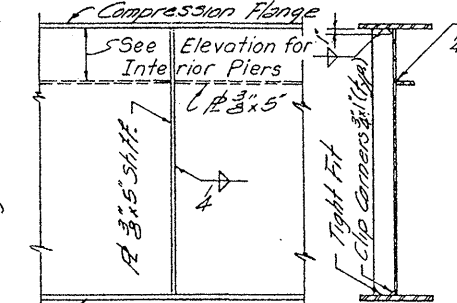 Compression Flange
See Elevation for
Interior Piers
℄ 3/8"x5"
℄ 3/8"x5" Stiff.
4
Tight Fit
Clip Corners 3/4"x1" (typ)